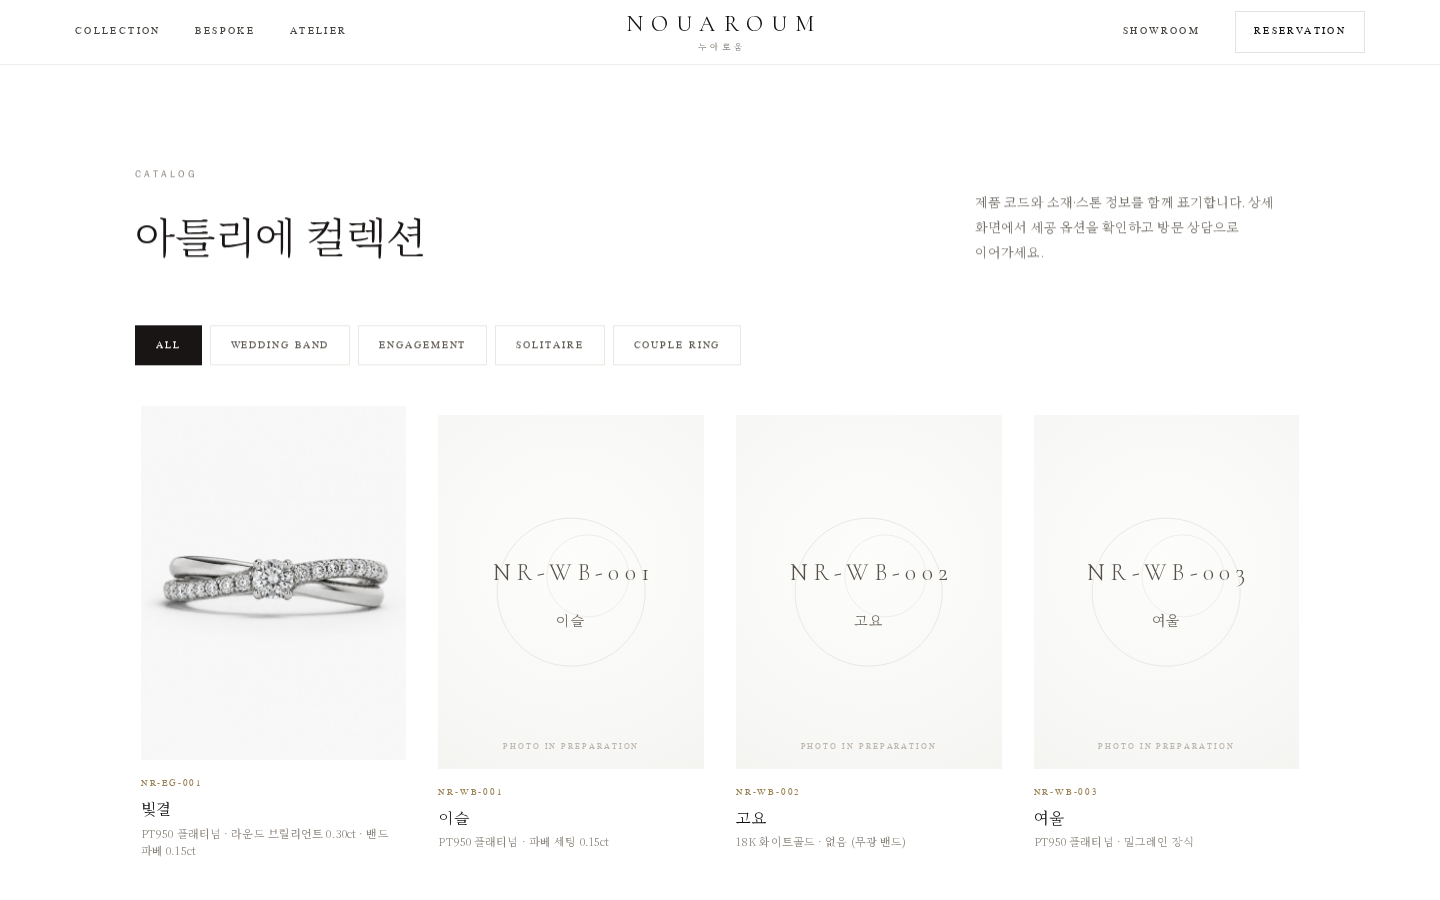 COLLECTION
BESPOKE
ATELIER
NOUAROUM
누아로움
SHOWROOM
RESERVATION
CATALOG
아틀리에 컬렉션
제품 코드와 소재·스톤 정보를 함께 표기합니다. 상세
화면에서 세공 옵션을 확인하고 방문 상담으로
이어가세요.
ALL
WEDDING BAND
ENGAGEMENT
SOLITAIRE
COUPLE RING
NR-WB-001
이슬
PHOTO IN PREPARATION
NR-WB-002
고요
PHOTO IN PREPARATION
NR-WB-003
여울
PHOTO IN PREPARATION
NR-EG-001
빛결
PT950 플래티넘 · 라운드 브릴리언트 0.30ct · 밴드
파베 0.15ct
NR-WB-001
이슬
PT950 플래티넘 · 파베 세팅 0.15ct
NR-WB-002
고요
18K 화이트골드 · 없음 (무광 밴드)
NR-WB-003
여울
PT950 플래티넘 · 밀그레인 장식